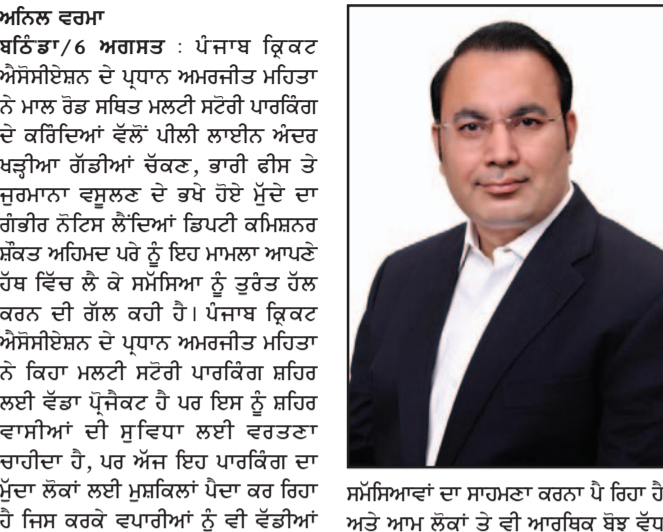 ਅਨਿਲ ਵਰਮਾ
ਬਠਿੰਡਾ/6 ਅਗਸਤ : ਪੰਜਾਬ ਕ੍ਰਿਕਟ
ਐਸੋਸੀਏਸ਼ਨ ਦੇ ਪ੍ਰਧਾਨ ਅਮਰਜੀਤ ਮਹਿਤਾ
ਨੇ ਮਾਲ ਰੋਡ ਸਥਿਤ ਮਲਟੀ ਸਟੋਰੀ ਪਾਰਕਿੰਗ
ਦੇ ਕਰਿੰਦਿਆਂ ਵੱਲੋਂ ਪੀਲੀ ਲਾਈਨ ਅੰਦਰ
ਖੜ੍ਹੀਆ ਗੱਡੀਆਂ ਚੱਕਣ, ਭਾਰੀ ਫੀਸ ਤੇ
ਜੁਰਮਾਨਾ ਵਸੂਲਣ ਦੇ ਭਖੇ ਹੋਏ ਮੁੱਦੇ ਦਾ
ਗੰਭੀਰ ਨੋਟਿਸ ਲੈਂਦਿਆਂ ਡਿਪਟੀ ਕਮਿਸ਼ਨਰ
ਸ਼ੌਕਤ ਅਹਿਮਦ ਪਰੇ ਨੂੰ ਇਹ ਮਾਮਲਾ ਆਪਣੇ
ਹੱਥ ਵਿੱਚ ਲੈ ਕੇ ਸਮੱਸਿਆ ਨੂੰ ਤੁਰੰਤ ਹੱਲ
ਕਰਨ ਦੀ ਗੱਲ ਕਹੀ ਹੈ। ਪੰਜਾਬ ਕ੍ਰਿਕਟ
ਐਸੋਸੀਏਸ਼ਨ ਦੇ ਪ੍ਰਧਾਨ ਅਮਰਜੀਤ ਮਹਿਤਾ
ਨੇ ਕਿਹਾ ਮਲਟੀ ਸਟੋਰੀ ਪਾਰਕਿੰਗ ਸ਼ਹਿਰ
ਲਈ ਵੱਡਾ ਪ੍ਰੋਜੈਕਟ ਹੈ ਪਰ ਇਸ ਨੂੰ ਸ਼ਹਿਰ
ਵਾਸੀਆਂ ਦੀ ਸੁਵਿਧਾ ਲਈ ਵਰਤਣਾ
ਚਾਹੀਦਾ ਹੈ, ਪਰ ਅੱਜ ਇਹ ਪਾਰਕਿੰਗ ਦਾ
ਮੁੱਦਾ ਲੋਕਾਂ ਲਈ ਮੁਸ਼ਕਿਲਾਂ ਪੈਦਾ ਕਰ ਰਿਹਾ
ਹੈ ਜਿਸ ਕਰਕੇ ਵਪਾਰੀਆਂ ਨੂੰ ਵੀ ਵੱਡੀਆਂ
ਸਮੱਸਿਆਵਾਂ ਦਾ ਸਾਹਮਣਾ ਕਰਨਾ ਪੈ ਰਿਹਾ ਹੈ
ਅਤੇ ਆਮ ਲੋਕਾਂ ਤੇ ਵੀ ਆਰਥਿਕ ਬੋਝ ਵੱਧ